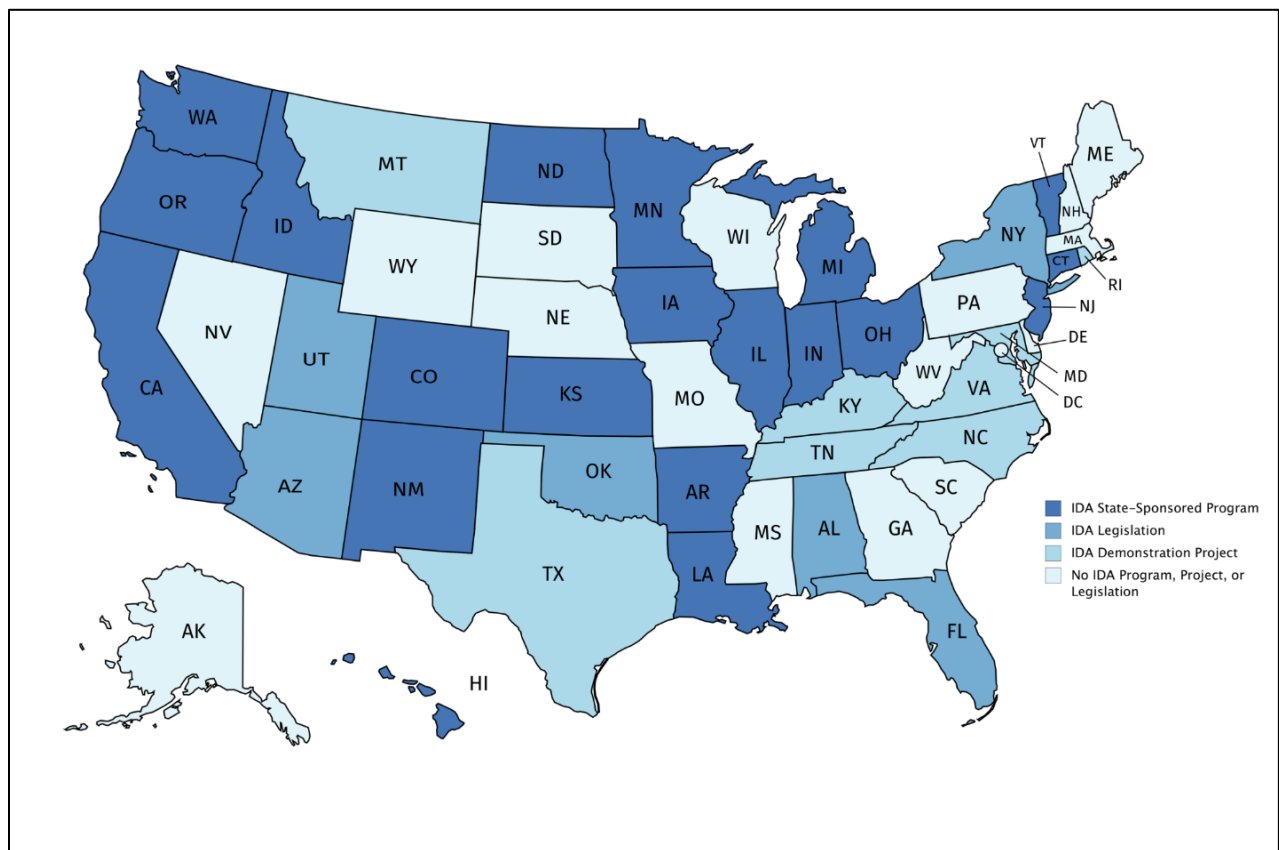 WA
MT
ND
MN
VT
ME
OR
ID
SD
WI
NY
NH
MA
WY
MI
CT
RI
IA
NE
PA
NJ
NV
UT
CO
IL
IN
OH
DE
CA
KS
MO
WV
VA
MD
DC
KY
NC
TN
AZ
NM
OK
AR
SC
MS
AL
GA
TX
LA
IDA State-Sponsored Program
IDA Legislation
IDA Demonstration Project
No IDA Program, Project, or
Legislation
AK
FL
HI